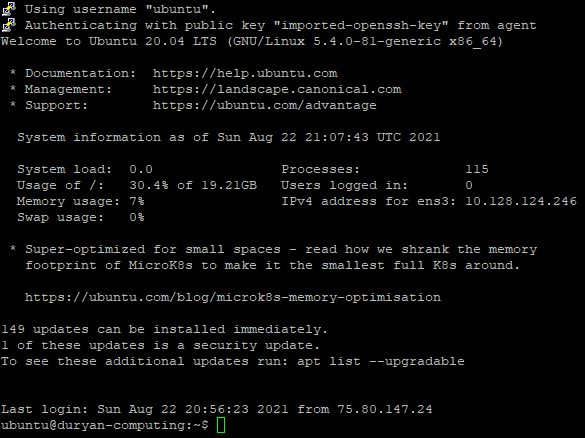 Using username "ubuntu".
Authenticating with public key "imported-openssh-key" from agent
Welcome to Ubuntu 20.04 LTS (GNU/Linux 5.4.0-81-generic x86_64)
* Documentation:  https://help.ubuntu.com
* Management:     https://landscape.canonical.com
* Support:        https://ubuntu.com/advantage
System information as of Sun Aug 22 21:07:43 UTC 2021
System load:  0.0                Processes:             115
Usage of /:   30.4% of 19.21GB   Users logged in:       0
Memory usage: 7%                 IPv4 address for ens3: 10.128.124.246
Swap usage:   0%
* Super-optimized for small spaces - read how we shrank the memory
footprint of MicroK8s to make it the smallest full K8s around.
https://ubuntu.com/blog/microk8s-memory-optimisation
149 updates can be installed immediately.
1 of these updates is a security update.
To see these additional updates run: apt list --upgradable
Last login: Sun Aug 22 20:56:23 2021 from 75.80.147.24
ubuntu@duryan-computing:~$